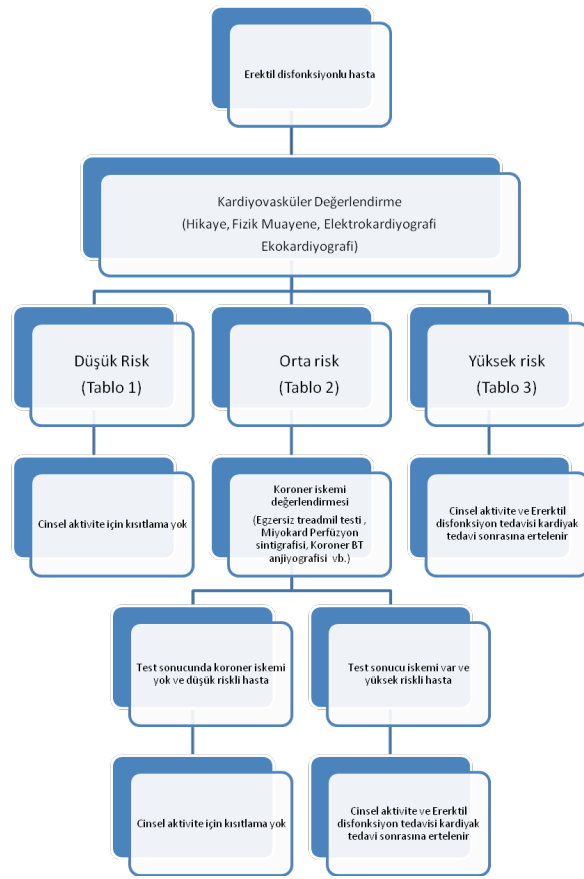 Erektil disfonksiyonlu hasta
Kardiyovasküler Değerlendirme
(Hikaye, Fizik Muayene, Elektrokardiyografi
Ekokardiyografi)
Düşük Risk
(Tablo 1)
Orta risk
(Tablo 2)
Yüksek risk
(Tablo 3)
Cinsel aktivite için kısıtlama yok
Koroner iskemi
değerlendirmesi
(Egzersiz treadmil testi ,
Miyokard Perfüzyon
sintigrafisi, Koroner BT
anjiyografisi vb.)
Cinsel aktivite ve Ererktil
disfonksiyon tedavisi kardiyak
tedavi sonrasına ertelenir
Test sonucunda koroner iskemi
yok ve düşük riskli hasta
Test sonucu iskemi var ve
yüksek riskli hasta
Cinsel aktivite için kısıtlama yok
Cinsel aktivite ve Ererktil
disfonksiyon tedavisi kardiyak
tedavi sonrasına ertelenir